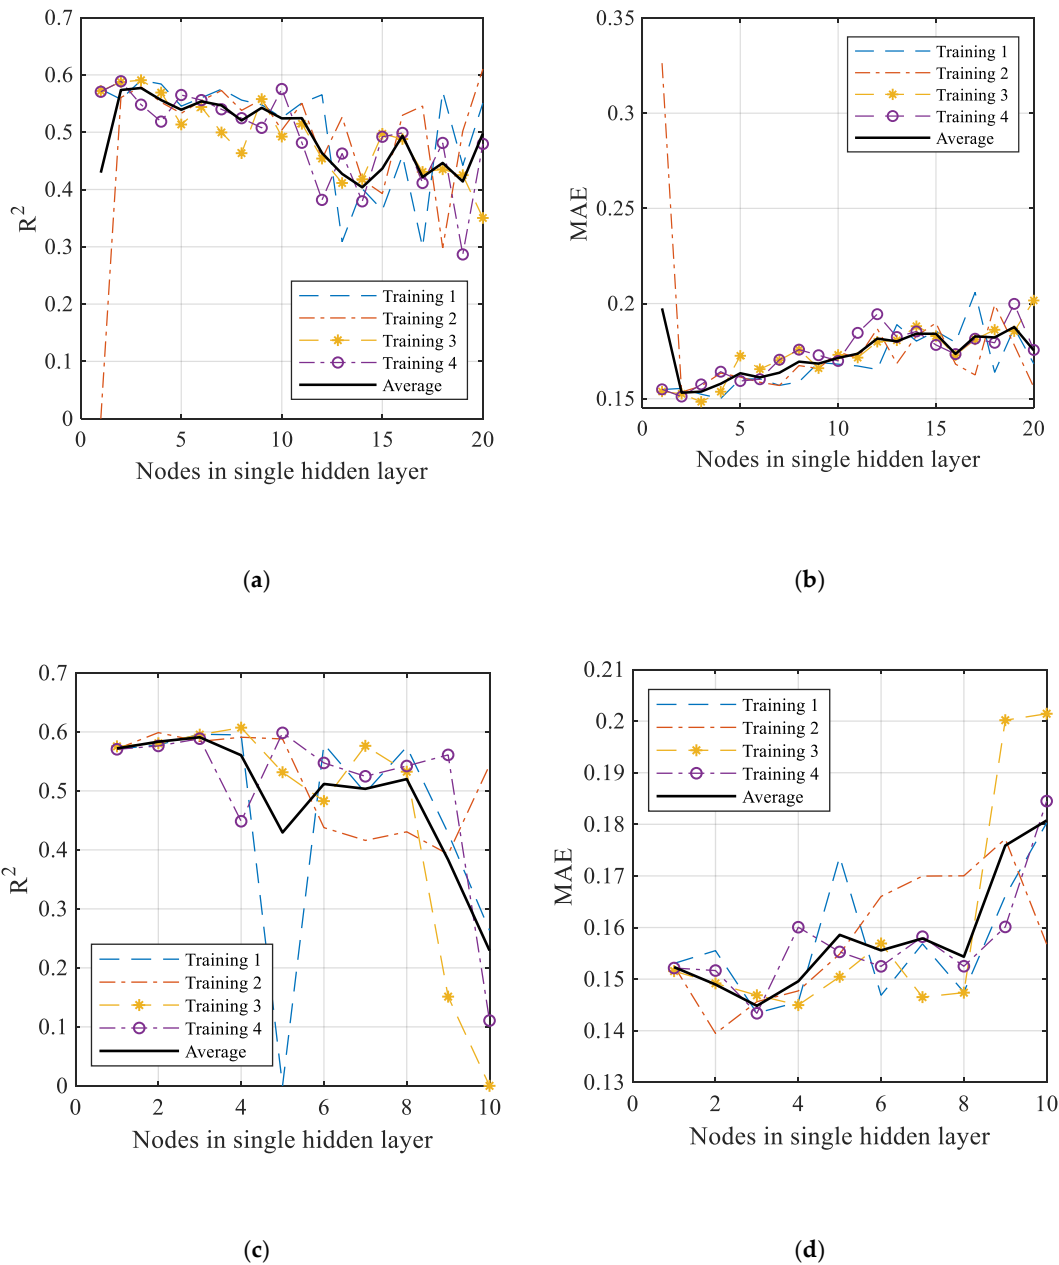 0.7
0.6
0.5
0.4
0.3
0.2
0.1
0
0 5 10 15 20
R2
Nodes in single hidden layer
Training 1
Training 2
Training 3
Training 4
Average
(a)
0.35
0.3
0.25
0.2
0.15
0 5 10 15 20
MAE
Nodes in single hidden layer
Training 1
Training 2
Training 3
Training 4
Average
(b)
0.7
0.6
0.5
0.4
0.3
0.2
0.1
0
0 2 4 6 8 10
R2
Nodes in single hidden layer
Training 1
Training 2
Training 3
Training 4
Average
(c)
0.21
0.2
0.19
0.18
0.17
0.16
0.15
0.14
0.13
0 2 4 6 8 10
MAE
Nodes in single hidden layer
Training 1
Training 2
Training 3
Training 4
Average
(d)